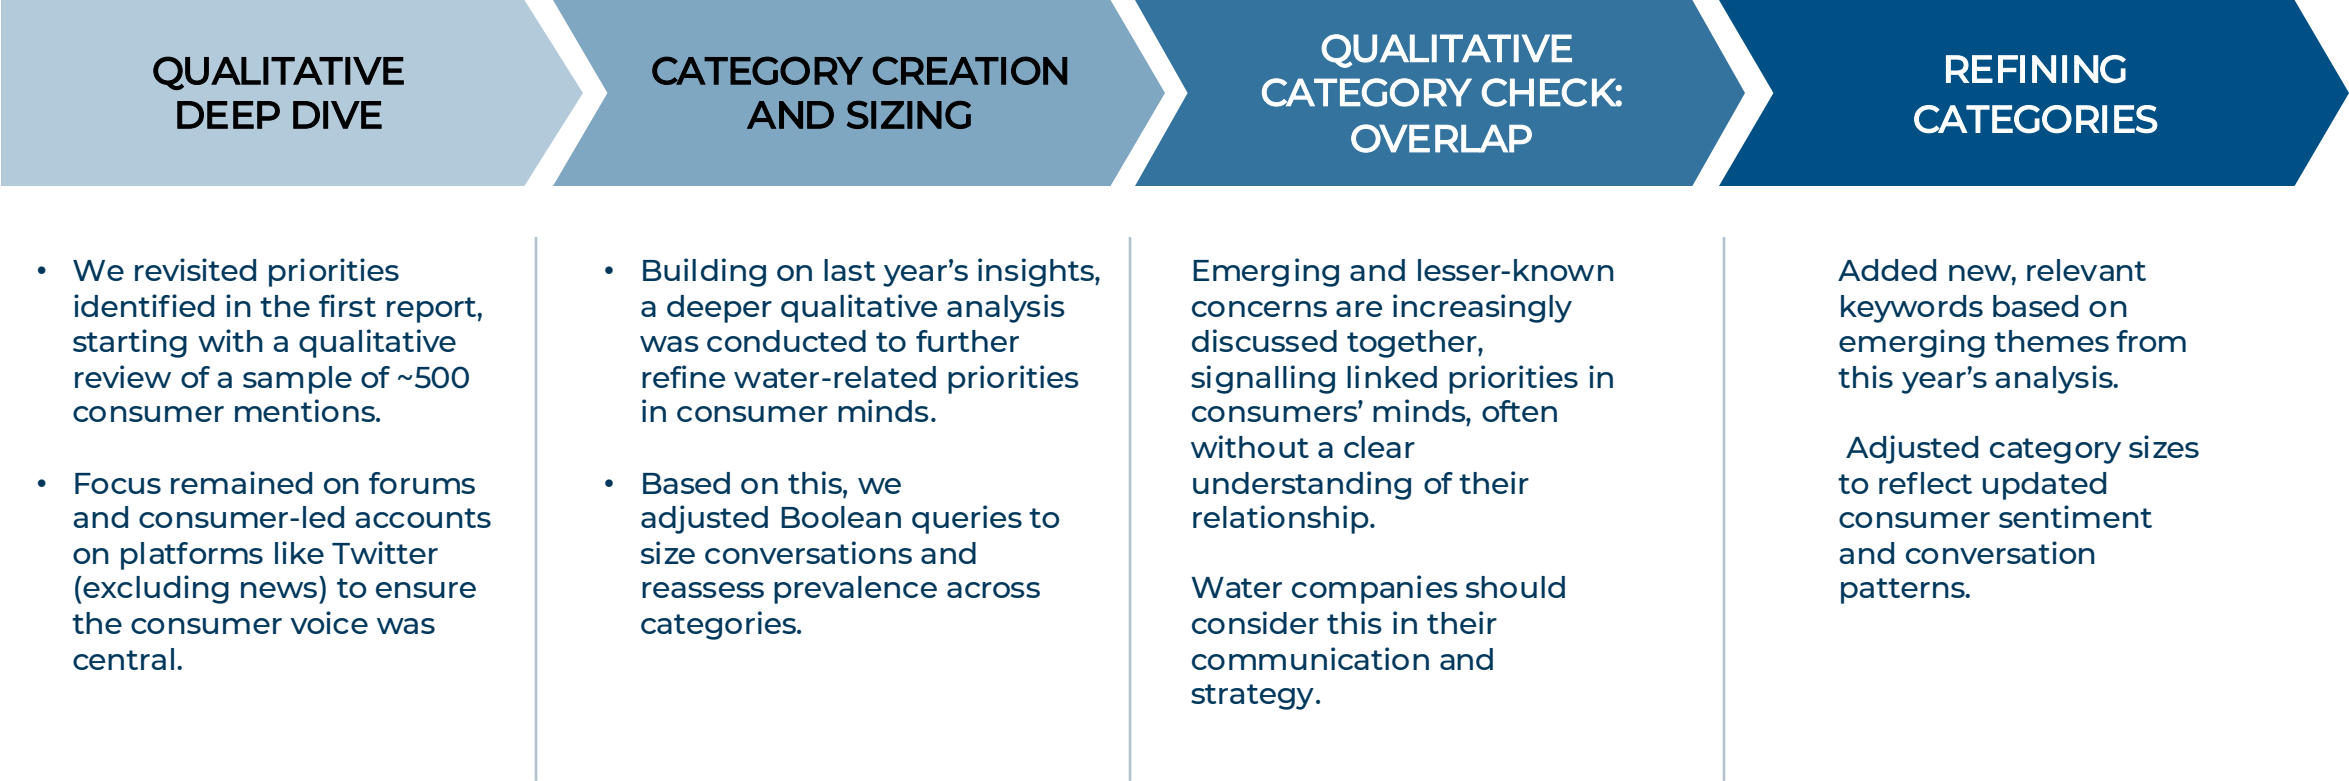 QUALITATIVE
DEEP DIVE
CATEGORY CREATION
AND SIZING
QUALITATIVE
CATEGORY CHECK:
OVERLAP
REFINING
CATEGORIES
• We revisited priorities
identified in the first report,
starting with a qualitative
review of a sample of ~500
consumer mentions.
• Focus remained on forums
and consumer-led accounts
on platforms like Twitter
(excluding news) to ensure
the consumer voice was
central.
• Building on last year’s insights,
a deeper qualitative analysis
was conducted to further
refine water-related priorities
in consumer minds.
• Based on this, we
adjusted Boolean queries to
size conversations and
reassess prevalence across
categories.
Emerging and lesser-known
concerns are increasingly
discussed together,
signalling linked priorities in
consumers’ minds, often
without a clear
understanding of their
relationship.
Water companies should
consider this in their
communication and
strategy.
Added new, relevant
keywords based on
emerging themes from
this year’s analysis.
Adjusted category sizes
to reflect updated
consumer sentiment
and conversation
patterns.